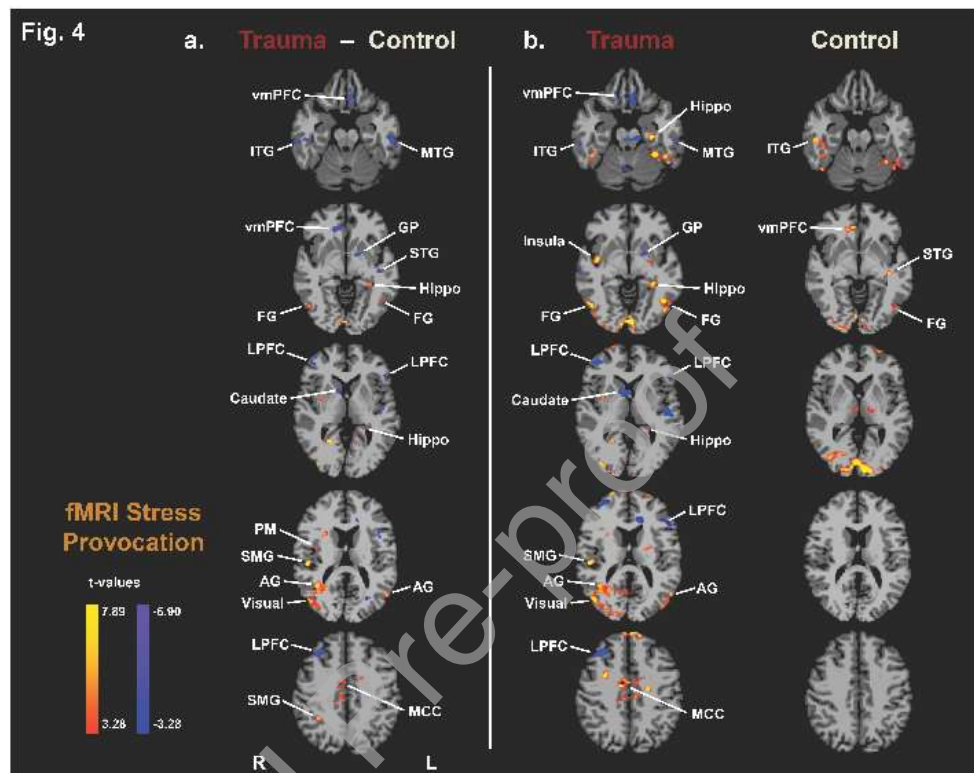 Fig. 4
a. Trauma – Control
b. Trauma Control
vmPFC
ITG
MTG
vmPFC
GP
STG
Hippo
FG
FG
LPFC
LPFC
Caudate
Hippo
PM
SMG
AG
Visual
AG
LPFC
SMG
MCC
R
L
vmPFC
Hippo
ITG
MTG
Insula
GP
Hippo
FG
FG
LPFC
LPFC
Caudate
Hippo
LPFC
SMG
AG
Visual
AG
LPFC
MCC
ITG
vmPFC
STG
FG
fMRI Stress
Provocation
t-values
7.89
-6.90
3.28
-3.28
Pre-proof